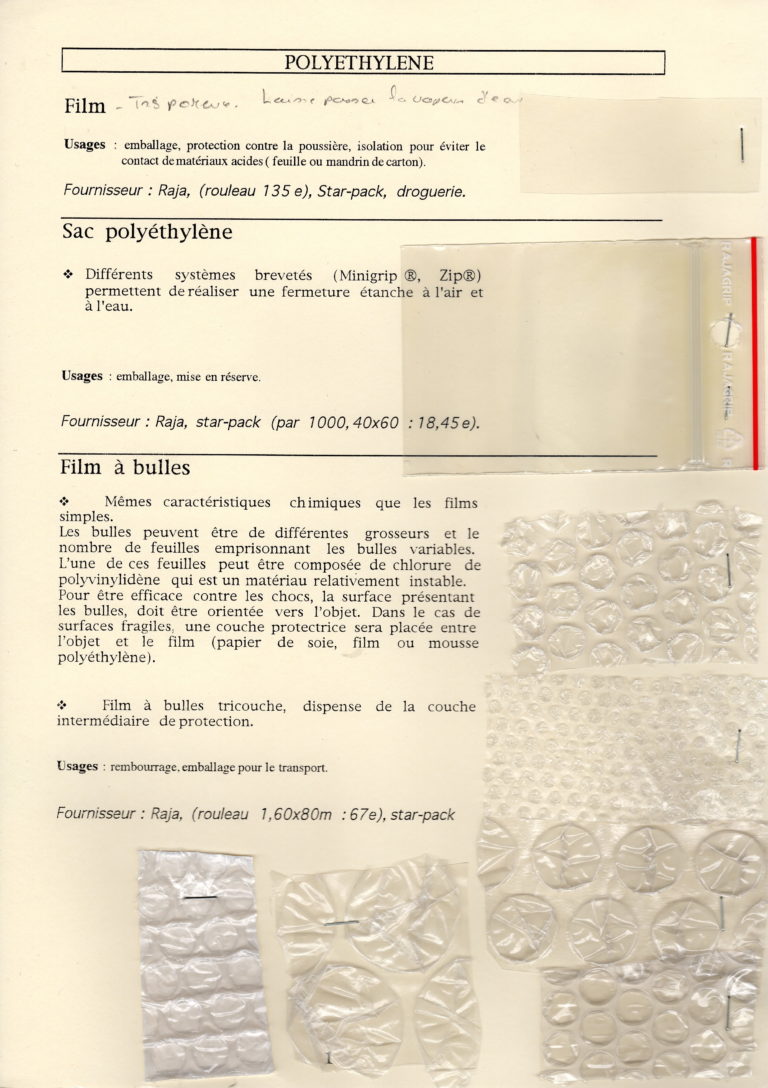 POLYETHYLENE
Film - Très poreux. Laisse passer la vapeur d'eau
Usages : emballage, protection contre la poussière, isolation pour éviter le
contact de matériaux acides ( feuille ou mandrin de carton).
Fournisseur : Raja, (rouleau 135 e), Star-pack, droguerie.
Sac polyéthylène
❖ Différents systèmes brevetés (Minigrip ®, Zip®)
permettent de réaliser une fermeture étanche à l'air et
à l'eau.
RAJAGRIP
RAJAGRIP
R
Usages : emballage, mise en réserve.
Fournisseur : Raja, star-pack (par 1000, 40x60 : 18,45 e).
Film à bulles
❖ Mêmes caractéristiques chimiques que les films
simples.
Les bulles peuvent être de différentes grosseurs et le
nombre de feuilles emprisonnant les bulles variables.
L'une de ces feuilles peut être composée de chlorure de
polyvinylidène qui est un matériau relativement instable.
Pour être efficace contre les chocs, la surface présentant
les bulles, doit être orientée vers l'objet. Dans le cas de
surfaces fragiles, une couche protectrice sera placée entre
l'objet et le film (papier de soie, film ou mousse
polyéthylène).
❖ Film à bulles tricouche, dispense de la couche
intermédiaire de protection.
Usages : rembourrage, emballage pour le transport.
Fournisseur : Raja, (rouleau 1,60x80m : 67e), star-pack